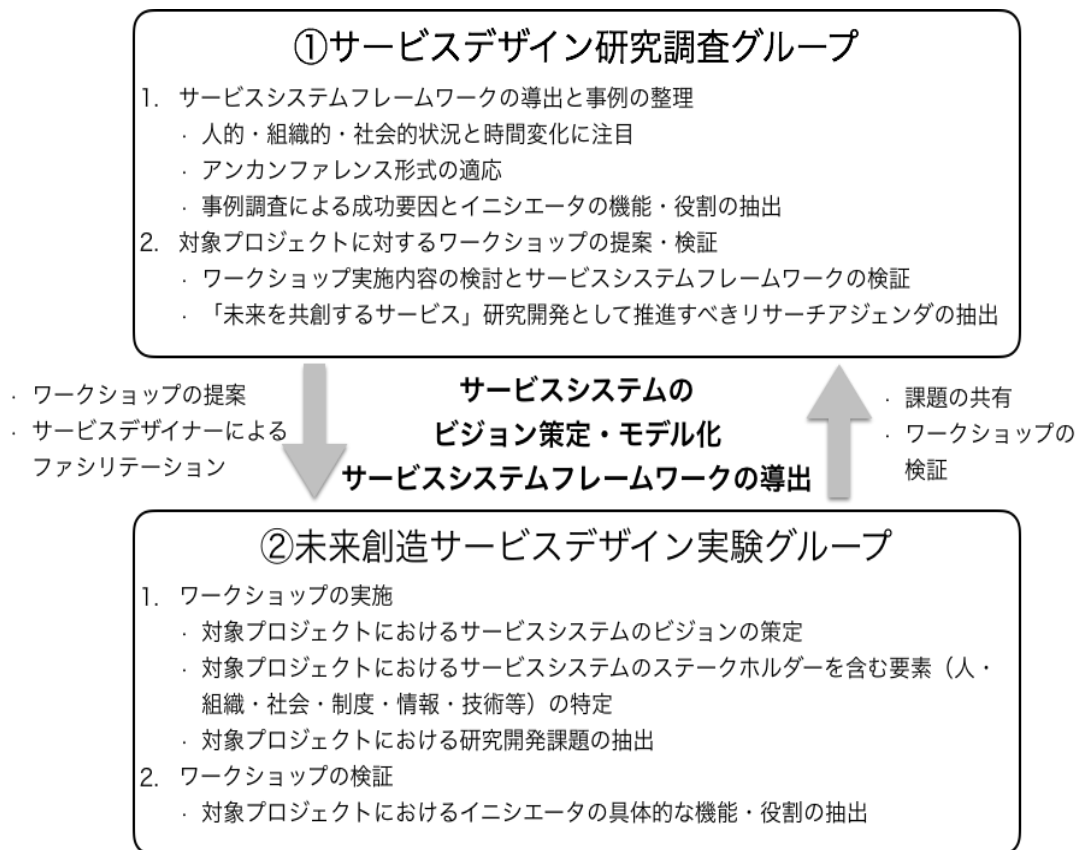 ①サービスデザイン研究調査グループ
1. サービスシステムフレームワークの導出と事例の整理
・ 人的・組織的・社会的状況と時間変化に注目
・ アンカンファレンス形式の適応
・ 事例調査による成功要因とイニシエータの機能・役割の抽出
2. 対象プロジェクトに対するワークショップの提案・検証
・ ワークショップ実施内容の検討とサービスシステムフレームワークの検証
・ 「未来を共創するサービス」研究開発として推進すべきリサーチアジェンダの抽出
・ ワークショップの提案
・ サービスデザイナーによる
ファシリテーション
サービスシステムの
ビジョン策定・モデル化
サービスシステムフレームワークの導出
・ 課題の共有
・ ワークショップの
検証
②未来創造サービスデザイン実験グループ
1. ワークショップの実施
・ 対象プロジェクトにおけるサービスシステムのビジョンの策定
・ 対象プロジェクトにおけるサービスシステムのステークホルダーを含む要素（人・
組織・社会・制度・情報・技術等）の特定
・ 対象プロジェクトにおける研究開発課題の抽出
2. ワークショップの検証
・ 対象プロジェクトにおけるイニシエータの具体的な機能・役割の抽出